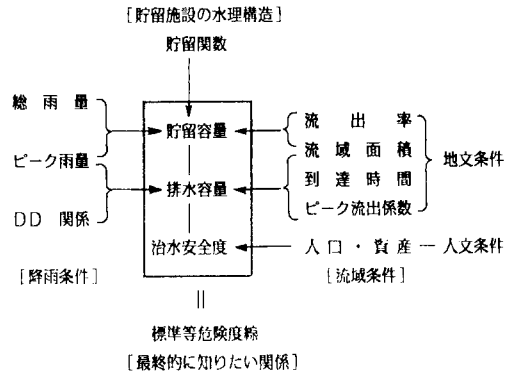 [貯留施設の水理構造]
貯留関数
総雨量
ピーク雨量
DD 関係
[降雨条件]
貯留容量
排水容量
治水安全度
流出率
流域面積
到達時間
ピーク流出係数
地文条件
人口・資産 — 人文条件
[流域条件]
||
標準等危険度線
[最終的に知りたい関係]